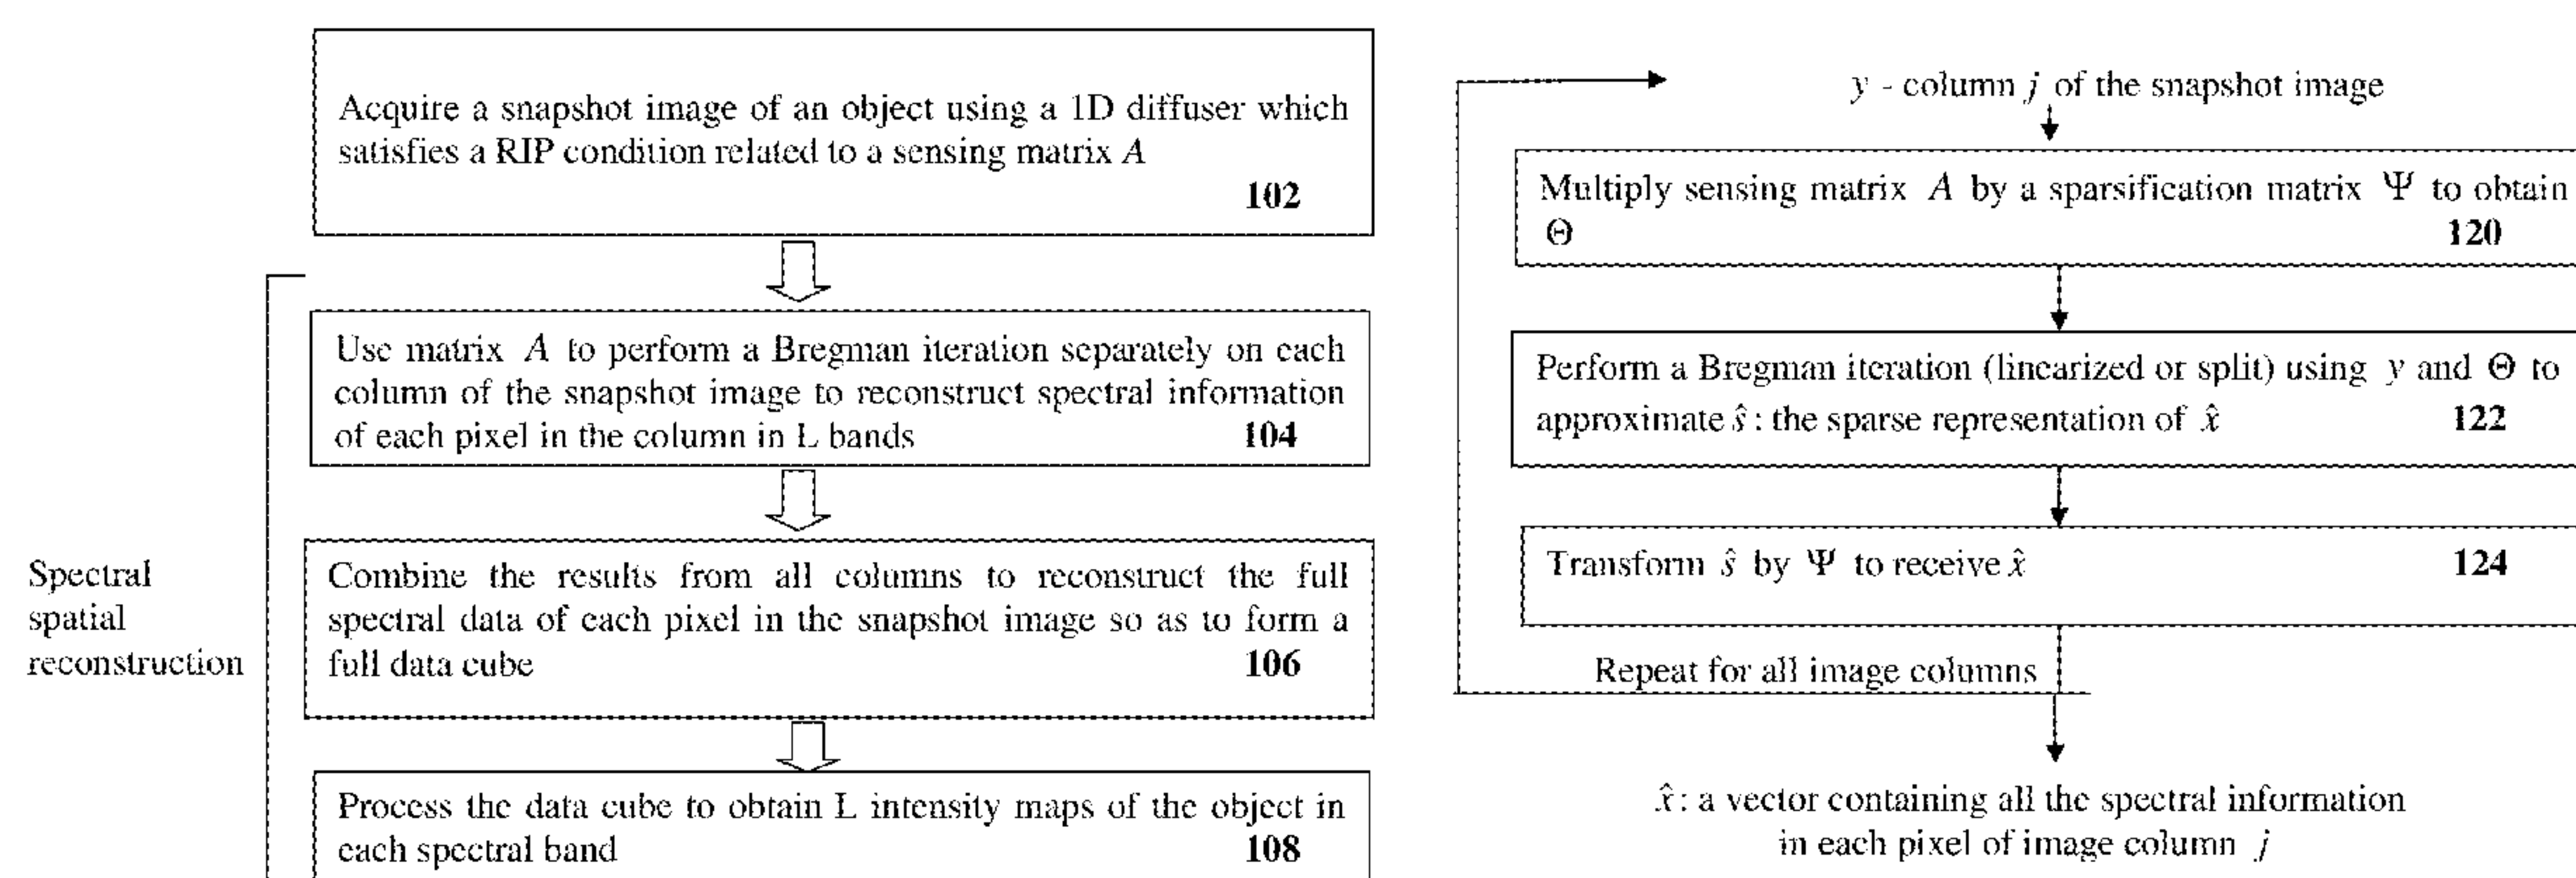 Acquire a snapshot image of an object using a 1D diffuser which
satisfies a RIP condition related to a sensing matrix A
102
Use matrix A to perform a Bregman iteration separately on each
column of the snapshot image to reconstruct spectral information
of each pixel in the column in L bands 104
Combine the results from all columns to reconstruct the full
spectral data of each pixel in the snapshot image so as to form a
full data cube 106
Process the data cube to obtain L intensity maps of the object in
each spectral band 108
Spectral
spatial
reconstruction
y - column j of the snapshot image
Multiply sensing matrix A by a sparsification matrix Ψ to obtain
Θ 120
Perform a Bregman iteration (linearized or split) using y and Θ to
approximate ŝ : the sparse representation of x̂ 122
Transform ŝ by Ψ to receive x̂ 124
Repeat for all image columns
x̂ : a vector containing all the spectral information
in each pixel of image column j